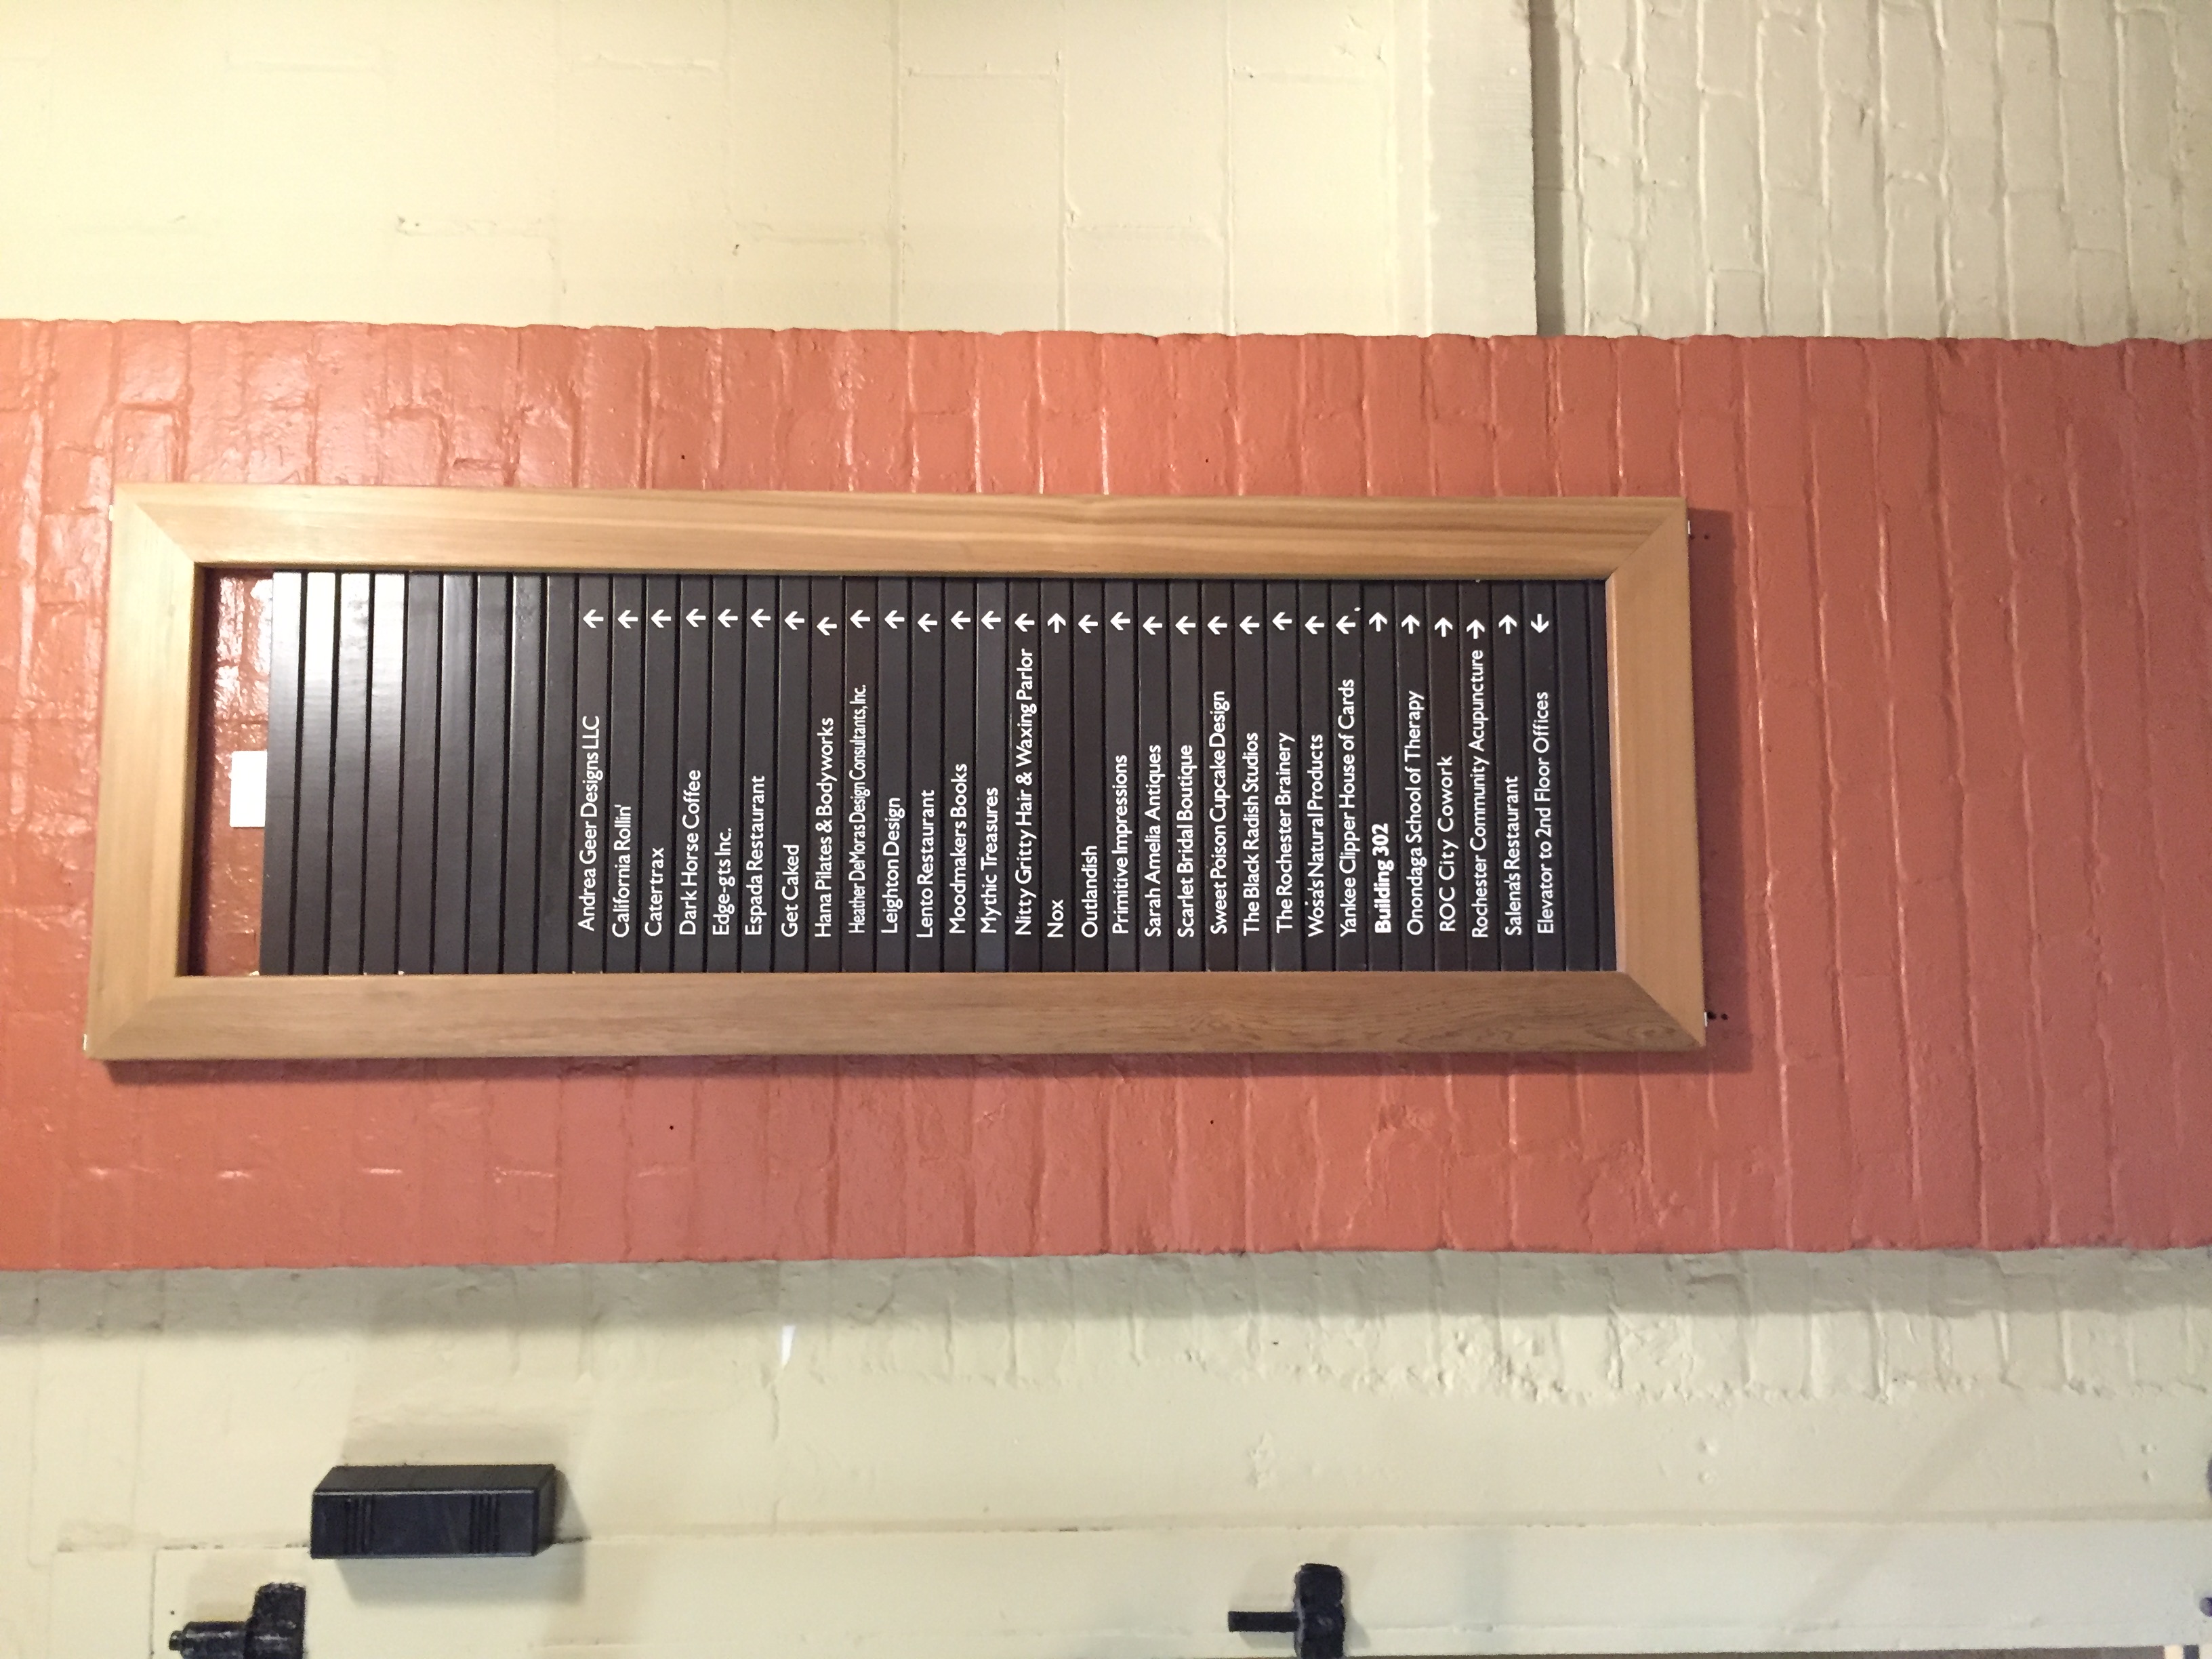 Andrea Geer Designs LLC ↑
California Rollin' ↑
Catertrax ↑
Dark Horse Coffee ↑
Edge-gts Inc. ↑
Espada Restaurant ↑
Get Caked ↑
Hana Pilates & Bodyworks ↑
Heather DeMoras Design Consultants, Inc. ↑
Leighton Design ↑
Lento Restaurant ↑
Moodmakers Books ↑
Mythic Treasures ↑
Nitty Gritty Hair & Waxing Parlor ↑
Nox →
Outlandish ↑
Primitive Impressions ↑
Sarah Amelia Antiques ↑
Scarlet Bridal Boutique ↑
Sweet Poison Cupcake Design ↑
The Black Radish Studios ↑
The Rochester Brainery ↑
Wosa's Natural Products ↑
Yankee Clipper House of Cards ↑
Building 302 →
Onondaga School of Therapy →
ROC City Cowork →
Rochester Community Acupuncture →
Salena's Restaurant →
Elevator to 2nd Floor Offices ←